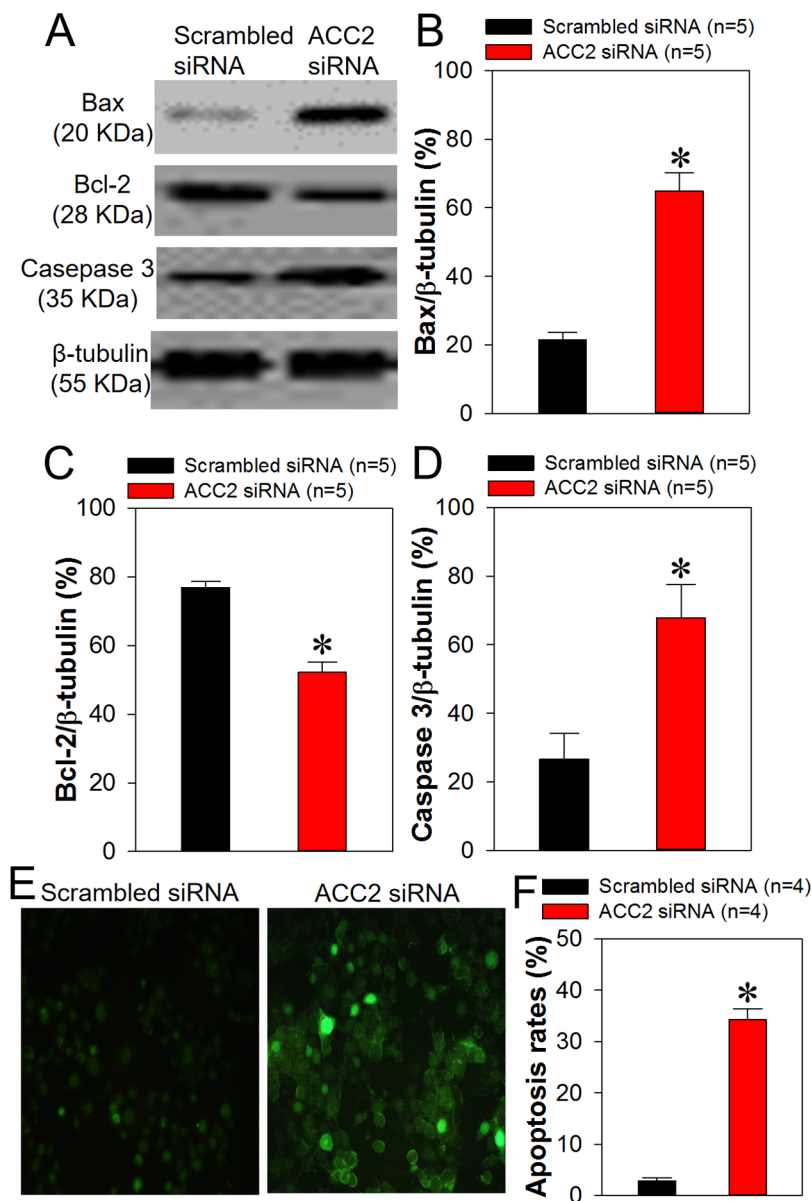 A
Scrambled siRNA
ACC2 siRNA
Bax
(20 KDa)
Bcl-2
(28 KDa)
Casepase 3
(35 KDa)
β-tubulin
(55 KDa)
B
Scrambled siRNA (n=5)
ACC2 siRNA (n=5)
Bax/β-tubulin (%)
100
80
60
40
20
0
*
C
Scrambled siRNA (n=5)
ACC2 siRNA (n=5)
Bcl-2/β-tubulin (%)
100
80
60
40
20
0
*
D
Scrambled siRNA (n=5)
ACC2 siRNA (n=5)
Caspase 3/β-tubulin (%)
100
80
60
40
20
0
*
E
Scrambled siRNA
ACC2 siRNA
F
Scrambled siRNA (n=4)
ACC2 siRNA (n=4)
Apoptosis rates (%)
50
40
30
20
10
0
*